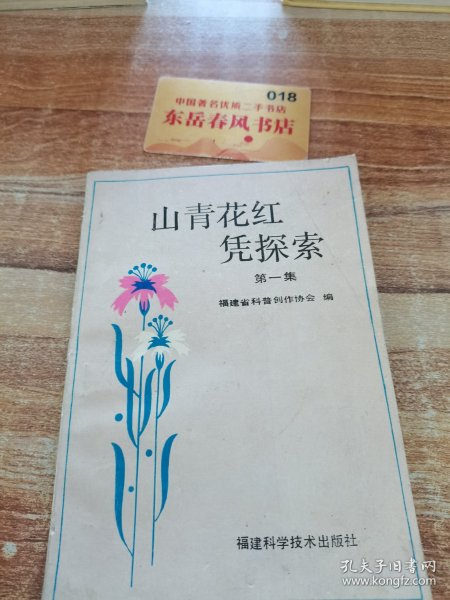 018
中国著名优质二手书店
东岳春风书店
山青花红
凭探索
第一集
福建省科普创作协会 编
福建科学技术出版社
孔夫子旧书网
www.kongfz.com